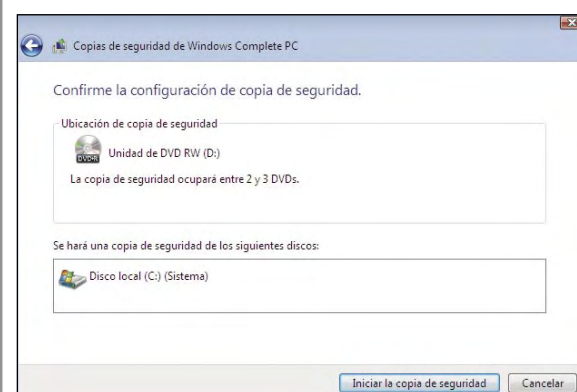 Copias de seguridad de Windows Complete PC
Confirme la configuración de copia de seguridad.
Ubicación de copia de seguridad
DVD-R
Unidad de DVD RW (D:)
La copia de seguridad ocupará entre 2 y 3 DVDs.
Se hará una copia de seguridad de los siguientes discos:
Disco local (C:) (Sistema)
Iniciar la copia de seguridad Cancelar